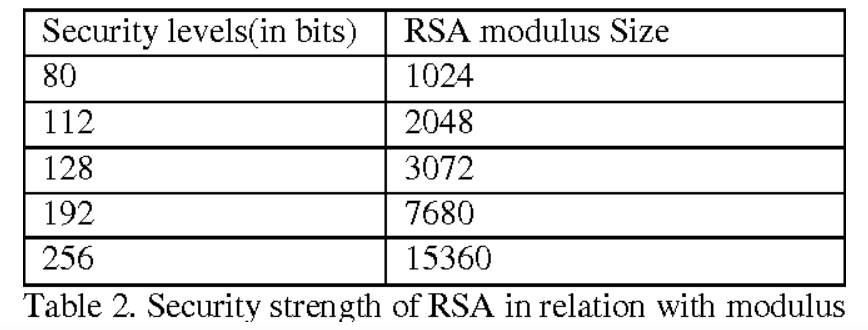 Security levels(in bits) RSA modulus Size
80 1024
112 2048
128 3072
192 7680
256 15360
Table 2. Security strength of RSA in relation with modulus